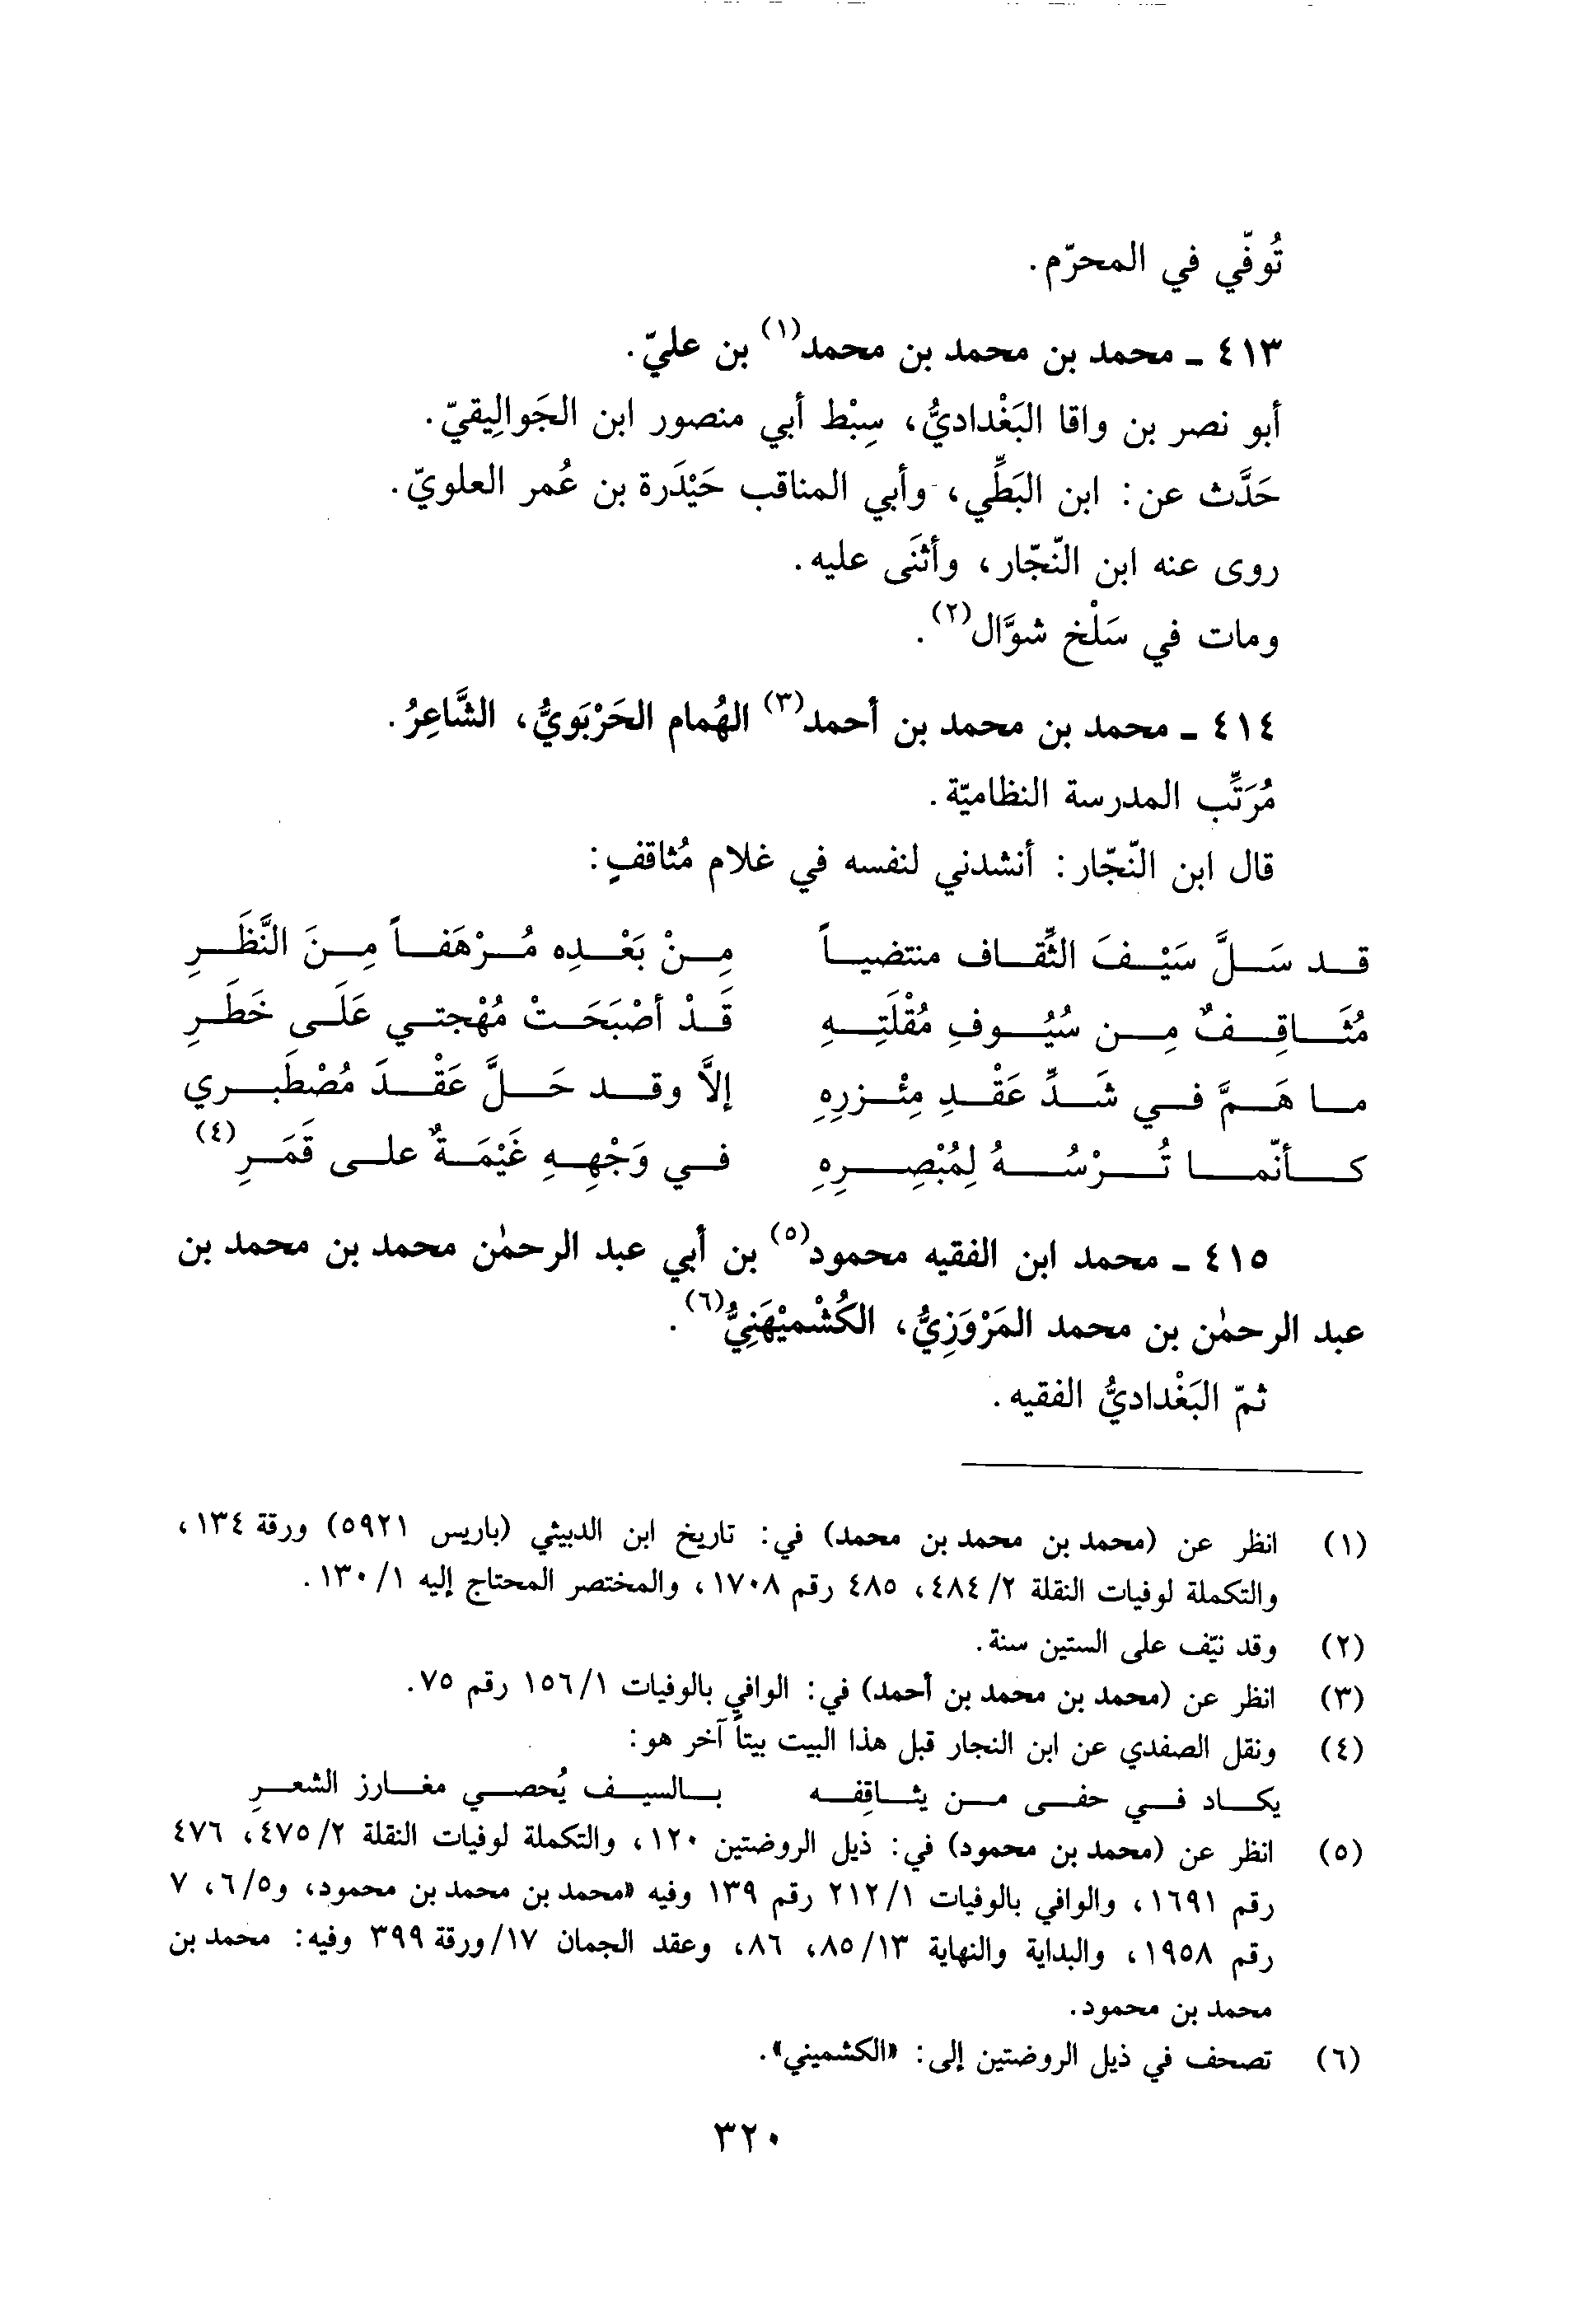 تُوفّي في المحرّم.
٤١٣ ـ محمد بن محمد بن محمد(١) بن عليّ.
أبو نصر بن واقا البَغْداديُّ، سِبْط أبي منصور ابن الجَوالِيقيّ.
حَدَّث عن: ابن البَطِّي، وأبي المناقب حَيْدَرة بن عُمر العلويّ.
روى عنه ابن النّجّار، وأثنَى عليه.
ومات في سَلْخ شوَّال(٢).
٤١٤ ـ محمد بن محمد بن أحمد(٣) الهُمام الحَرْبَويُّ، الشَّاعِرُ.
مُرَتِّب المدرسة النظاميّة.
قال ابن النّجّار: أنشدني لنفسه في غلام مُثاقفٍ:
قد سَلَّ سَيْفَ الثِّقاف منتضياً مِنْ بَعْدِه مُرْهَفاً مِنَ النَّظَرِ
مُثَاقِفٌ من سُيُوفِ مُقْلَتِهِ قَدْ أصْبَحَتْ مُهْجتي عَلَى خَطَرِ
ما هَمَّ في شَدِّ عَقْدِ مِئْزرِهِ إلاَّ وقد حَلَّ عَقْدَ مُصْطَبري
كأنّما تُرْسُهُ لِمُبْصِرِهِ في وَجْهِهِ غَيْمَةٌ على قَمَرِ(٤)
٤١٥ ـ محمد ابن الفقيه محمود(٥) بن أبي عبد الرحمٰن محمد بن محمد بن
عبد الرحمٰن بن محمد المَرْوَزِيُّ، الكُشْميْهَنِيُّ(٦).
ثمّ البَغْداديُّ الفقيه.
(١) انظر عن (محمد بن محمد بن محمد) في: تاريخ ابن الدبيثي (باريس ٥٩٢١) ورقة ١٣٤،
والتكملة لوفيات النقلة ٢/ ٤٨٤، ٤٨٥ رقم ١٧٠٨، والمختصر المحتاج إليه ١/ ١٣٠.
(٢) وقد نيّف على الستين سنة.
(٣) انظر عن (محمد بن محمد بن أحمد) في: الوافي بالوفيات ١/ ١٥٦ رقم ٧٥.
(٤) ونقل الصفدي عن ابن النجار قبل هذا البيت بيتاً آخر هو:
يكاد في حفى من يثاقِفه بالسيف يُحصي مغارز الشعرِ
(٥) انظر عن (محمد بن محمود) في: ذيل الروضتين ١٢٠، والتكملة لوفيات النقلة ٢/ ٤٧٥، ٤٧٦
رقم ١٦٩١، والوافي بالوفيات ١/ ٢١٢ رقم ١٣٩ وفيه «محمد بن محمد بن محمود، و٥/ ٦، ٧
رقم ١٩٥٨، والبداية والنهاية ١٣/ ٨٥، ٨٦، وعقد الجمان ١٧/ ورقة ٣٩٩ وفيه: محمد بن
محمد بن محمود.
(٦) تصحف في ذيل الروضتين إلى: «الكشميني».
٣٢٠